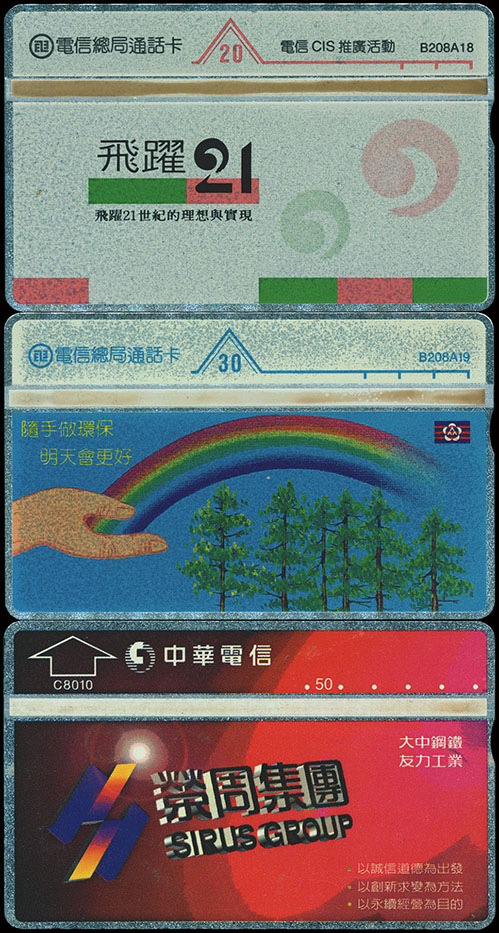 電信總局通話卡 20 電信 CIS 推廣活動 B208A18
飛躍21
飛躍21世紀的理想與實現
電信總局通話卡 30 B208A19
隨手做環保
明天會更好
中華電信
C8010
50
大中鋼鐵
友力工業
榮周集團
SIRUS GROUP
以誠信道德為出發
以創新求變為方法
以永續經營為目的